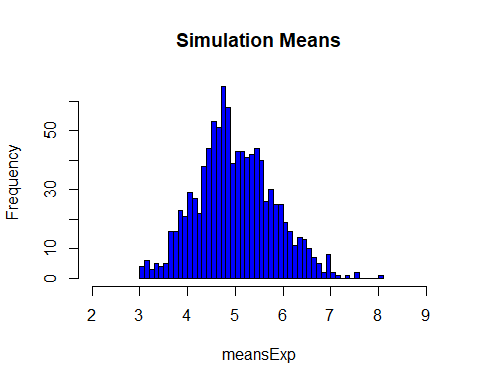 Simulation Means
Frequency
50
30
10
0
2 3 4 5 6 7 8 9
meansExp